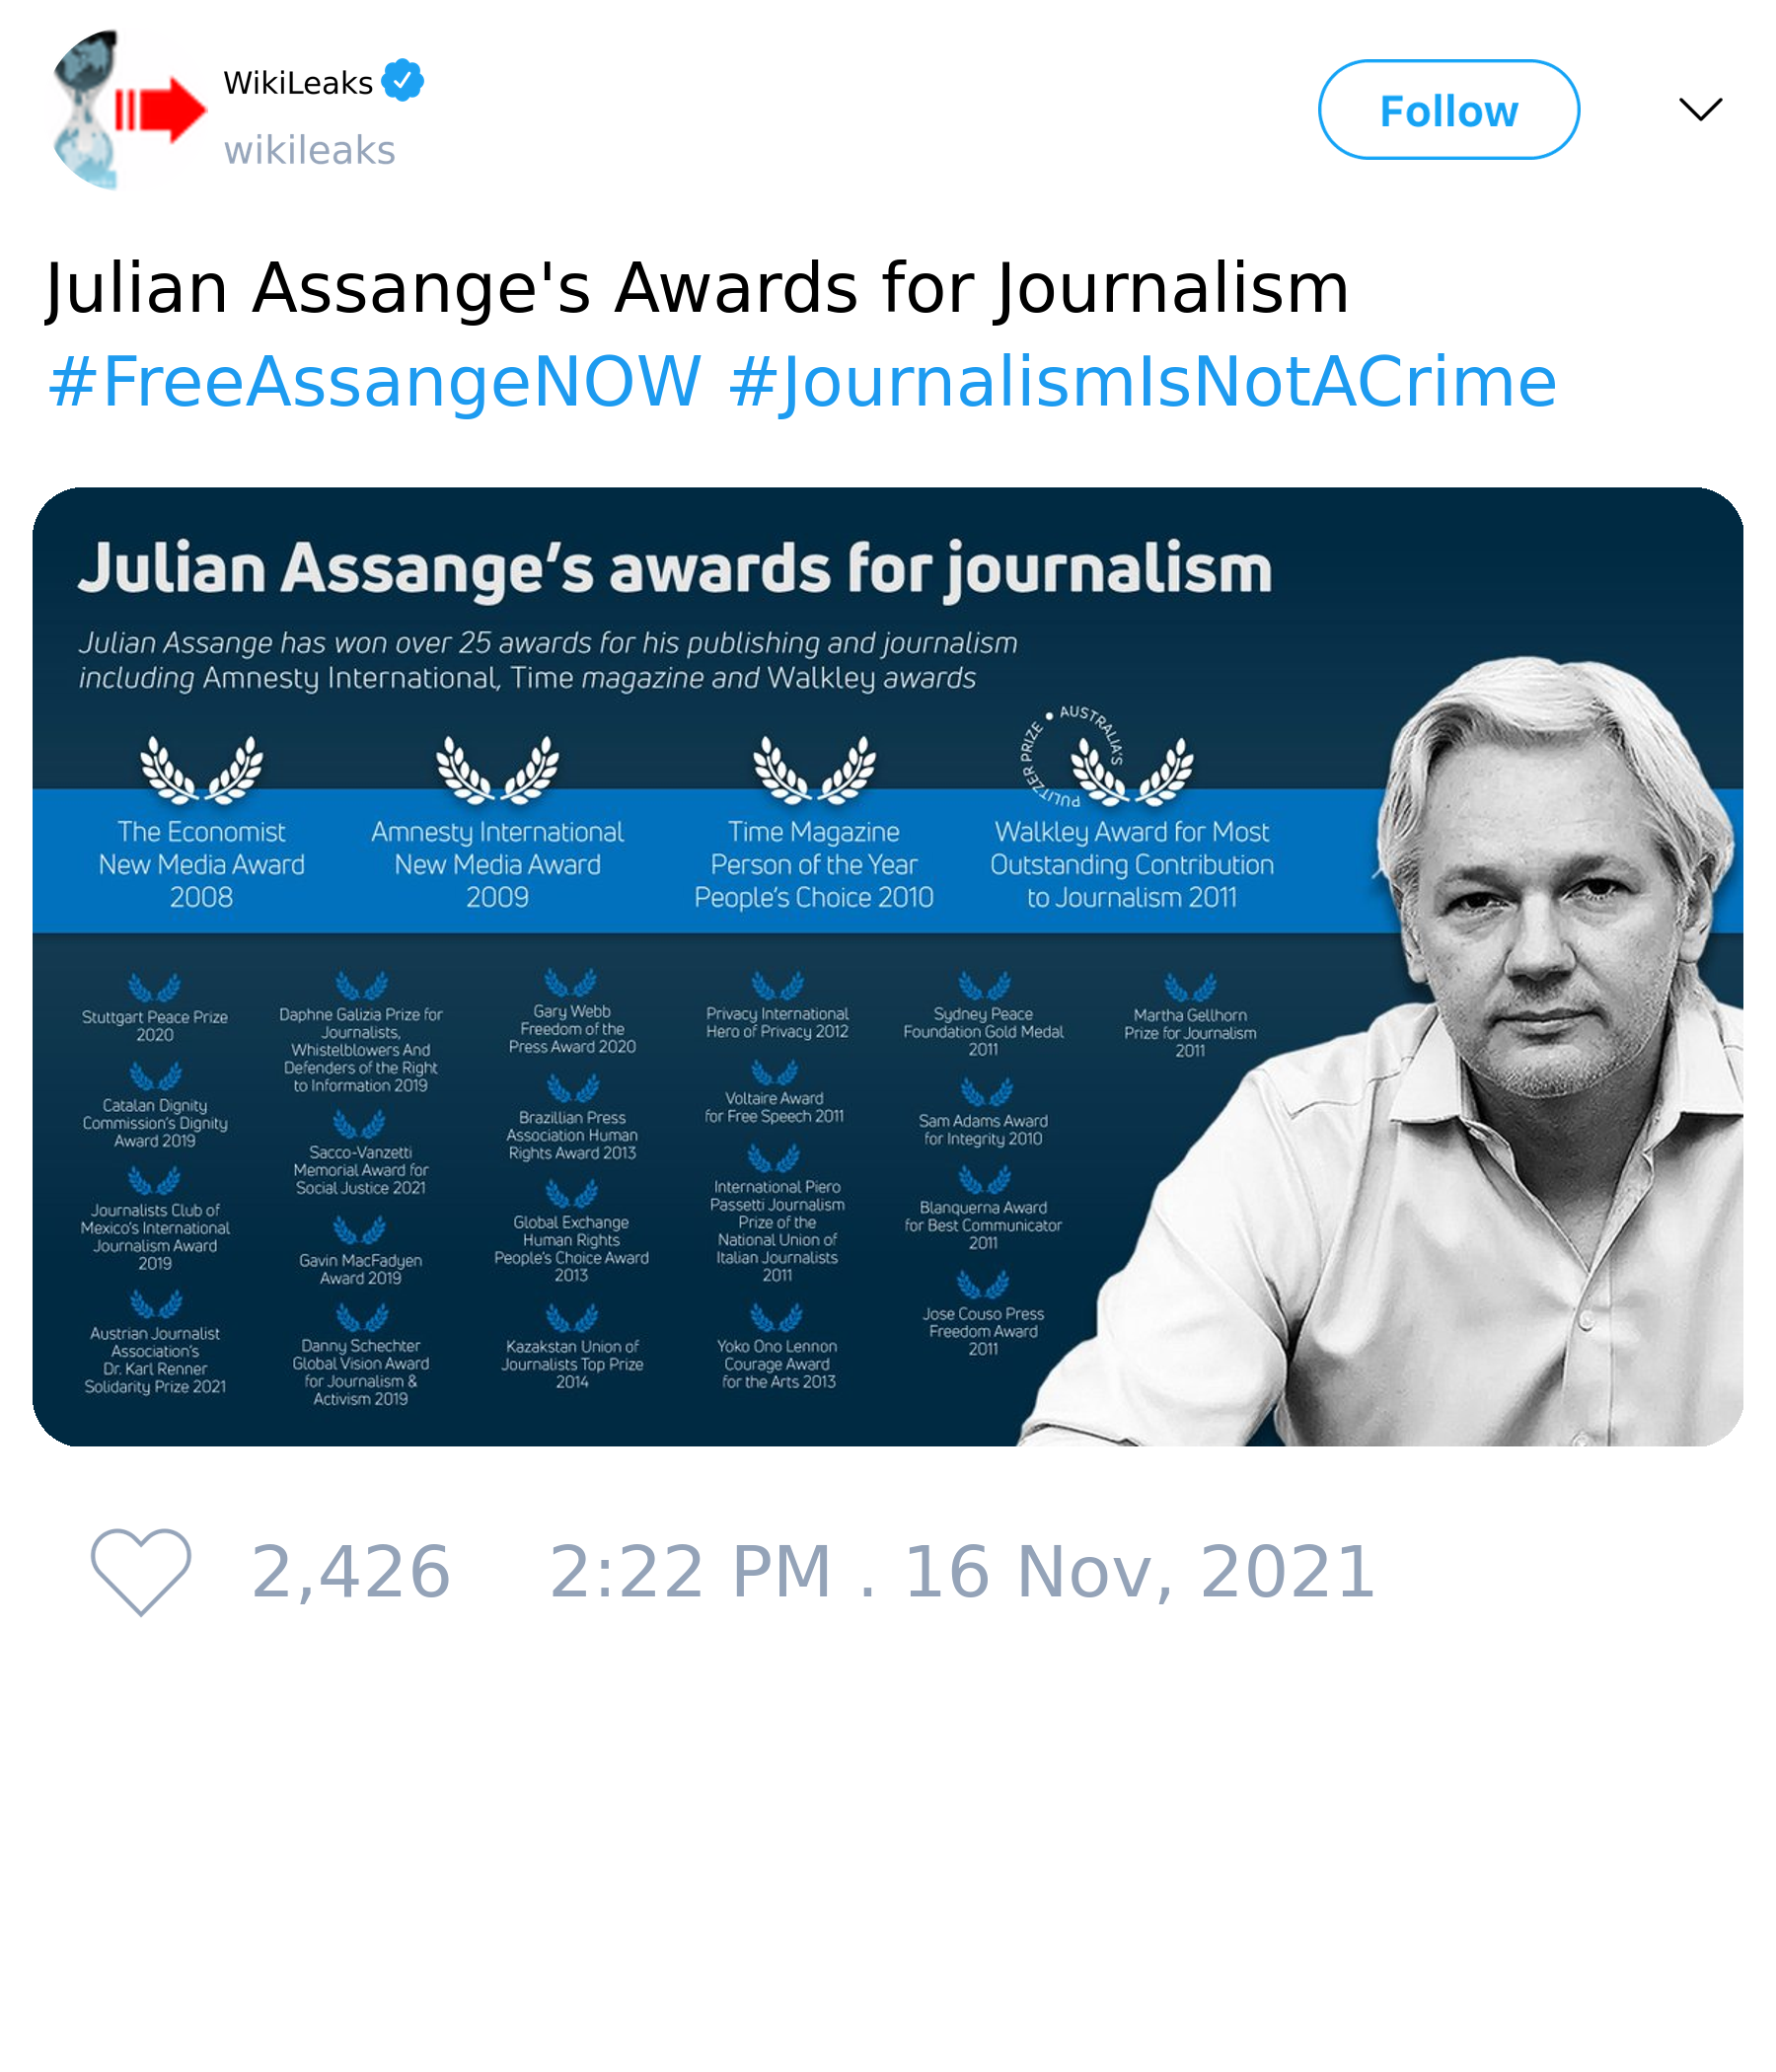 WikiLeaks
wikileaks
Follow
Julian Assange's Awards for Journalism
#FreeAssangeNOW #JournalismIsNotACrime
Julian Assange's awards for journalism
Julian Assange has won over 25 awards for his publishing and journalism
including Amnesty International, Time magazine and Walkley awards
AUSTRALIA'S PULITZER PRIZE
The Economist
New Media Award
2008
Amnesty International
New Media Award
2009
Time Magazine
Person of the Year
People's Choice 2010
Walkley Award for Most
Outstanding Contribution
to Journalism 2011
Stuttgart Peace Prize
2020
Catalan Dignity
Commission's Dignity
Award 2019
Journalists Club of
Mexico's International
Journalism Award
2019
Austrian Journalist
Association's
Dr. Karl Renner
Solidarity Prize 2021
Daphne Galizia Prize for
Journalists,
Whistelblowers And
Defenders of the Right
to Information 2019
Sacco-Vanzetti
Memorial Award for
Social Justice 2021
Gavin MacFadyen
Award 2019
Danny Schechter
Global Vision Award
for Journalism &
Activism 2019
Gary Webb
Freedom of the
Press Award 2020
Brazillian Press
Association Human
Rights Award 2013
Global Exchange
Human Rights
People's Choice Award
2013
Kazakstan Union of
Journalists Top Prize
2014
Privacy International
Hero of Privacy 2012
Voltaire Award
for Free Speech 2011
International Piero
Passetti Journalism
Prize of the
National Union of
Italian Journalists
2011
Yoko Ono Lennon
Courage Award
for the Arts 2013
Sydney Peace
Foundation Gold Medal
2011
Sam Adams Award
for Integrity 2010
Blanquerna Award
for Best Communicator
2011
Jose Couso Press
Freedom Award
2011
Martha Gellhorn
Prize for Journalism
2011
2,426 2:22 PM . 16 Nov, 2021